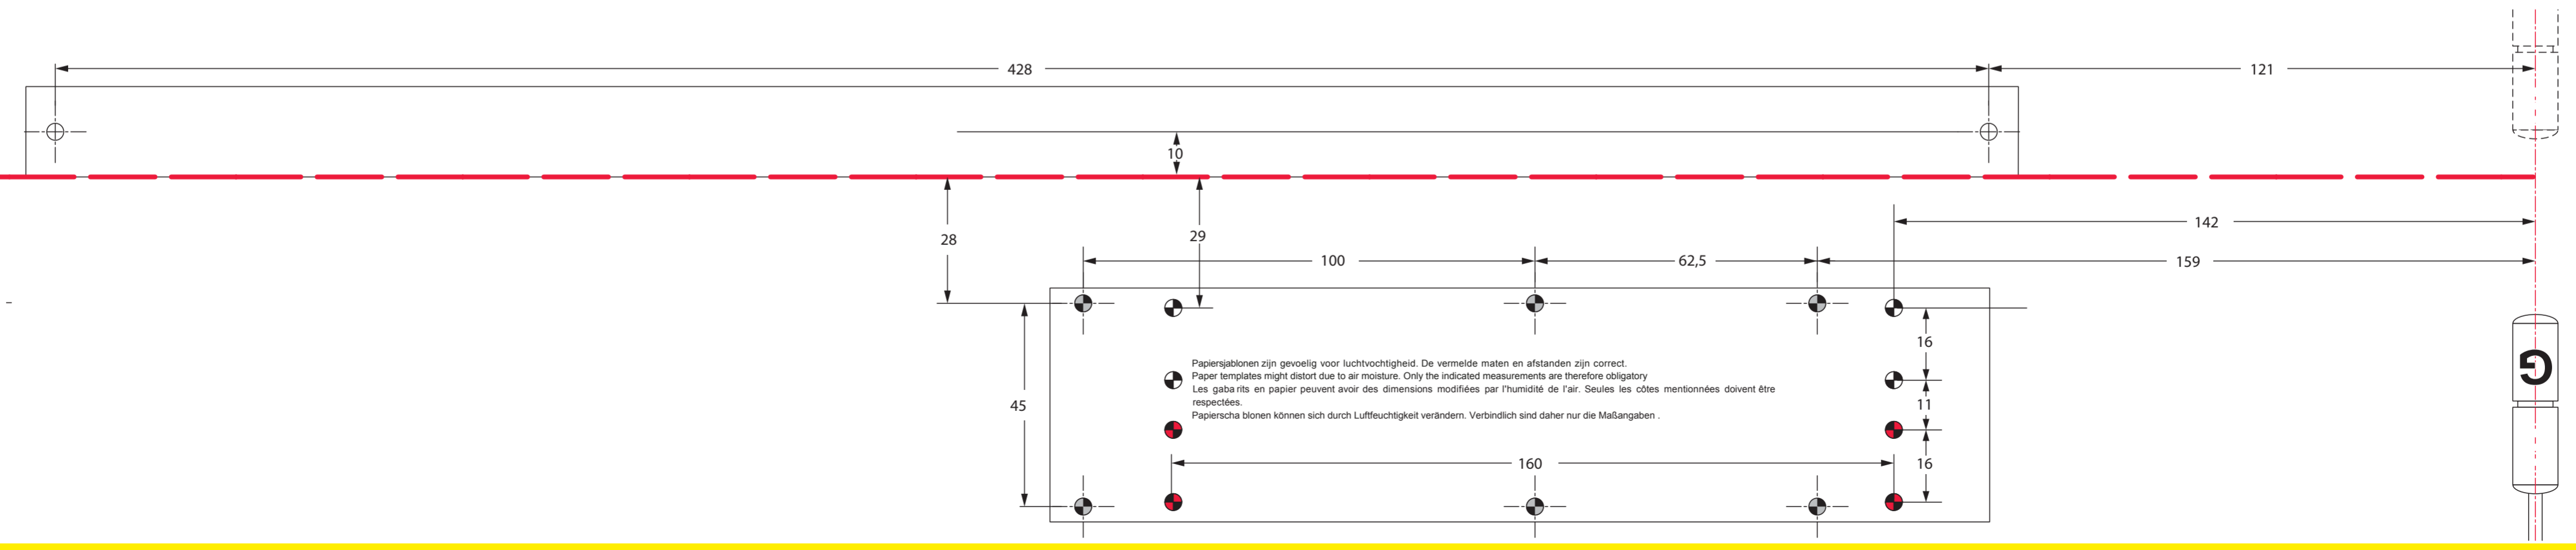 428
121
10
142
28
29
100
62,5
159
Papiersjablonen zijn gevoelig voor luchtvochtigheid. De vermelde maten en afstanden zijn correct.
Paper templates might distort due to air moisture. Only the indicated measurements are therefore obligatory
Les gaba rits en papier peuvent avoir des dimensions modifiées par l'humidité de l'air. Seules les côtes mentionnées doivent être
respectées.
Papierscha blonen können sich durch Luftfeuchtigkeit verändern. Verbindlich sind daher nur die Maßangaben .
16
G
45
11
160
16